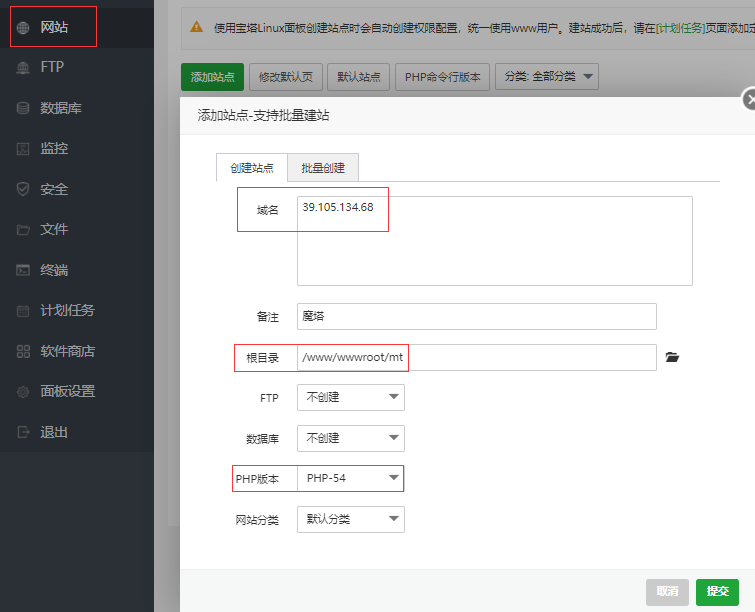 网站
FTP
数据库
监控
安全
文件
终端
计划任务
软件商店
面板设置
退出
使用宝塔Linux面板创建站点时会自动创建权限配置，统一使用www用户。建站成功后，请在[计划任务]页面添加定
添加站点 修改默认页 默认站点 PHP命令行版本 分类: 全部分类
添加站点-支持批量建站
创建站点 批量创建
域名 39.105.134.68
备注 魔塔
根目录 /www/wwwroot/mt
FTP 不创建
数据库 不创建
PHP版本 PHP-54
网站分类 默认分类
取消 提交